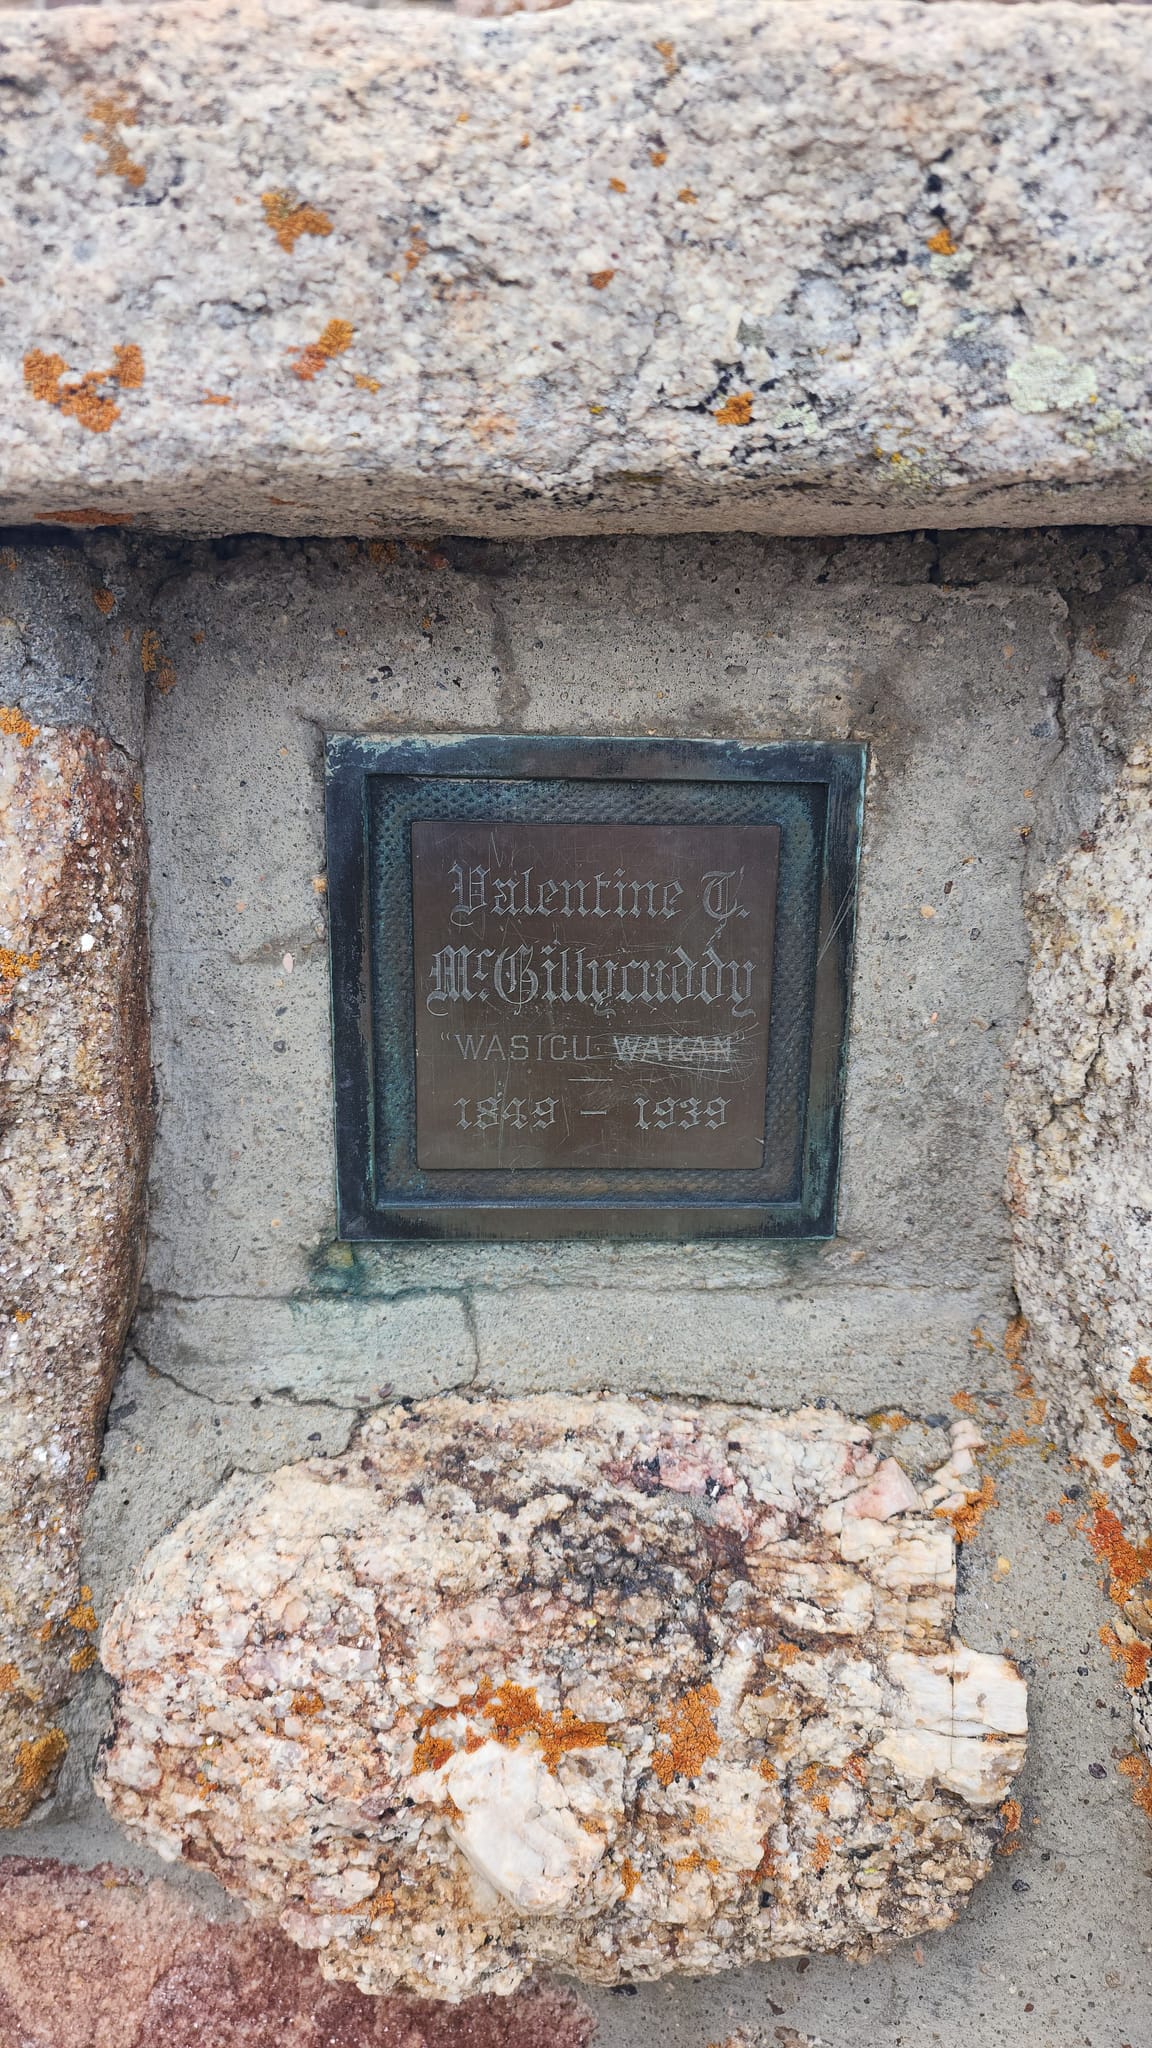 Valentine T.
McGillycuddy
"WASICU WAKAN"
1849 — 1939